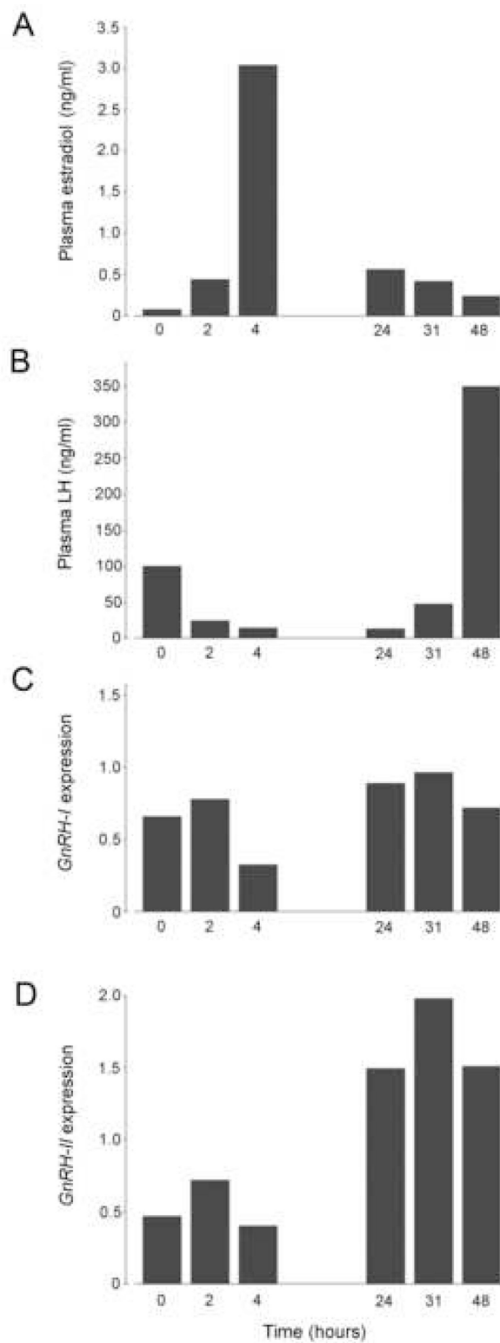 A
Plasma estradiol (ng/ml)
3.5
3.0
2.5
2.0
1.5
1.0
0.5
0
0 2 4 24 31 48
B
Plasma LH (ng/ml)
350
300
250
200
150
100
50
0
0 2 4 24 31 48
C
GnRH-I expression
1.5
1.0
0.5
0
0 2 4 24 31 48
D
GnRH-II expression
2.0
1.5
1.0
0.5
0
0 2 4 24 31 48
Time (hours)